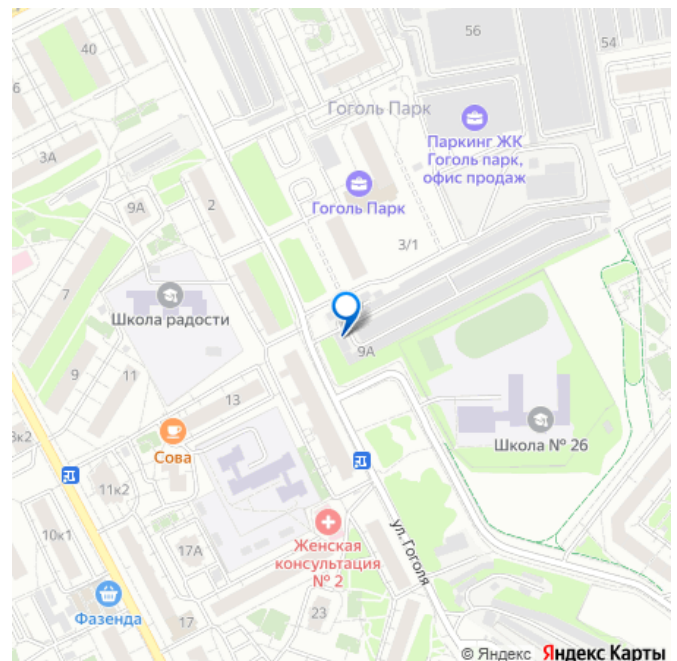 56
54
40
6
Гоголь Парк
Паркинг ЖК
Гоголь парк,
офис продаж
3А
Гоголь Парк
9А
2
3/1
7
Школа радости
9А
9
11
13
Школа № 26
3к2
Сова
11к2
ул. Гоголя
10к1
17А
Женская
консультация
№ 2
Фазенда
17
23
© Яндекс Яндекс Карты